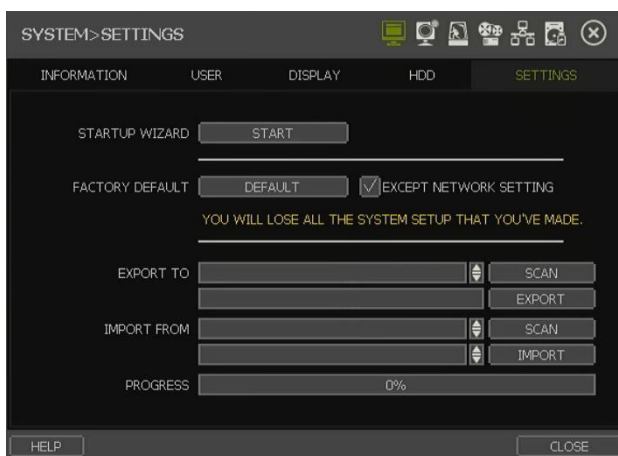 SYSTEM>SETTINGS
INFORMATION USER DISPLAY HDD SETTINGS
STARTUP WIZARD START
FACTORY DEFAULT DEFAULT EXCEPT NETWORK SETTING
YOU WILL LOSE ALL THE SYSTEM SETUP THAT YOU'VE MADE.
EXPORT TO SCAN
EXPORT
IMPORT FROM SCAN
IMPORT
PROGRESS 0%
HELP CLOSE